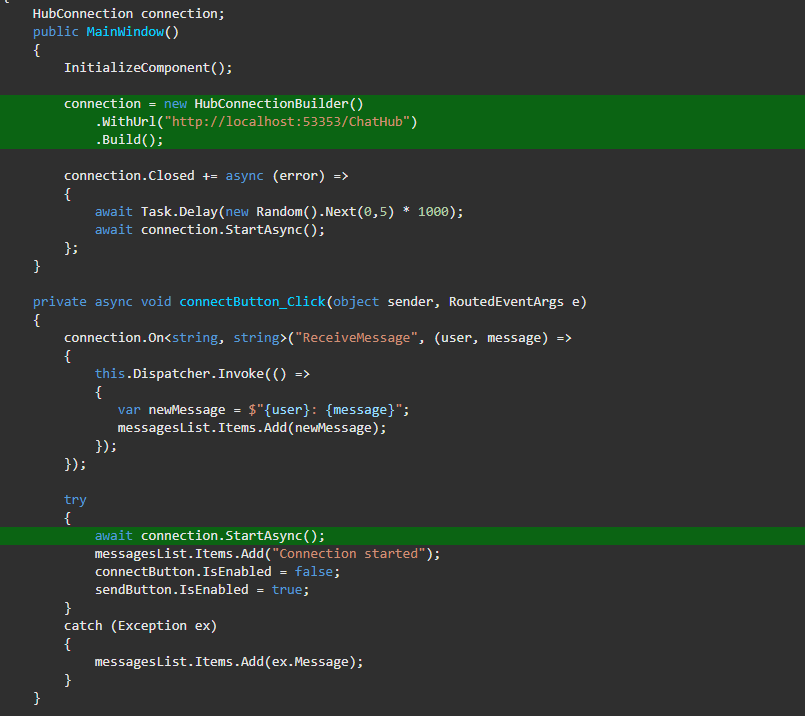 {
HubConnection connection;
public MainWindow()
{
InitializeComponent();
connection = new HubConnectionBuilder()
.WithUrl("http://localhost:53353/ChatHub")
.Build();
connection.Closed += async (error) =>
{
await Task.Delay(new Random().Next(0,5) * 1000);
await connection.StartAsync();
};
}
private async void connectButton_Click(object sender, RoutedEventArgs e)
{
connection.On<string, string>("ReceiveMessage", (user, message) =>
{
this.Dispatcher.Invoke(() =>
{
var newMessage = $"{user}: {message}";
messagesList.Items.Add(newMessage);
});
});
try
{
await connection.StartAsync();
messagesList.Items.Add("Connection started");
connectButton.IsEnabled = false;
sendButton.IsEnabled = true;
}
catch (Exception ex)
{
messagesList.Items.Add(ex.Message);
}
}